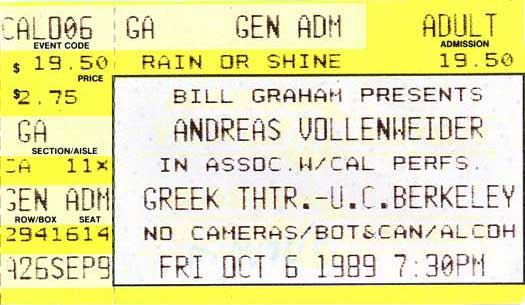 CAL006 GA GEN ADM ADULT
EVENT CODE ADMISSION
$ 19.50 RAIN OR SHINE 19.50
PRICE
$2.75 BILL GRAHAM PRESENTS
GA ANDREAS VOLLENWEIDER
SECTION/AISLE
CA 11× IN ASSOC.W/CAL PERFS.
GEN ADM GREEK THTR.-U.C.BERKELEY
ROW/BOX SEAT
2941614 NO CAMERAS/BOT&CAN/ALCOH
A26SEP9 FRI OCT 6 1989 7:30PM